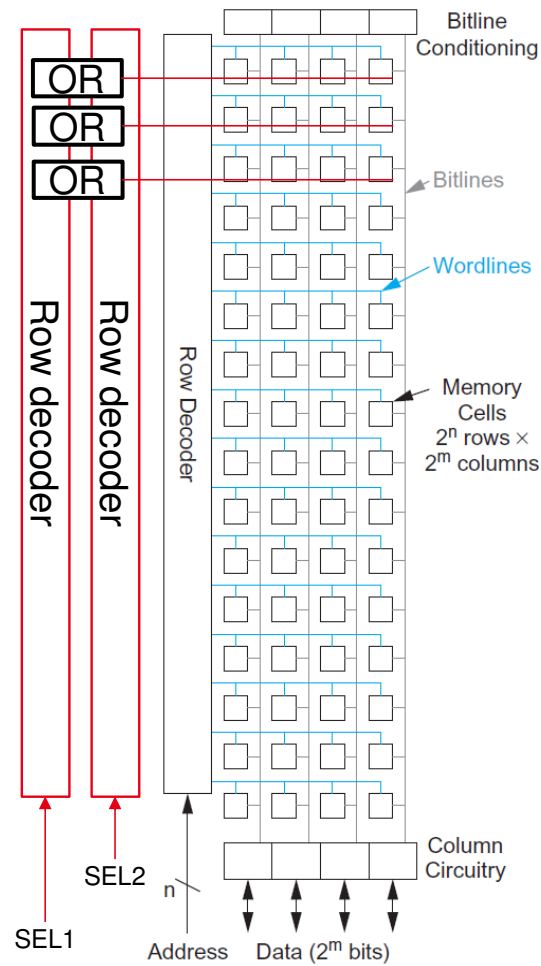 Bitline
Conditioning
OR
OR
OR
Bitlines
Wordlines
Row decoder
Row decoder
Row Decoder
Memory
Cells
2ⁿ rows ×
2ᵐ columns
Column
Circuitry
SEL2
n
SEL1
Address
Data (2ᵐ bits)